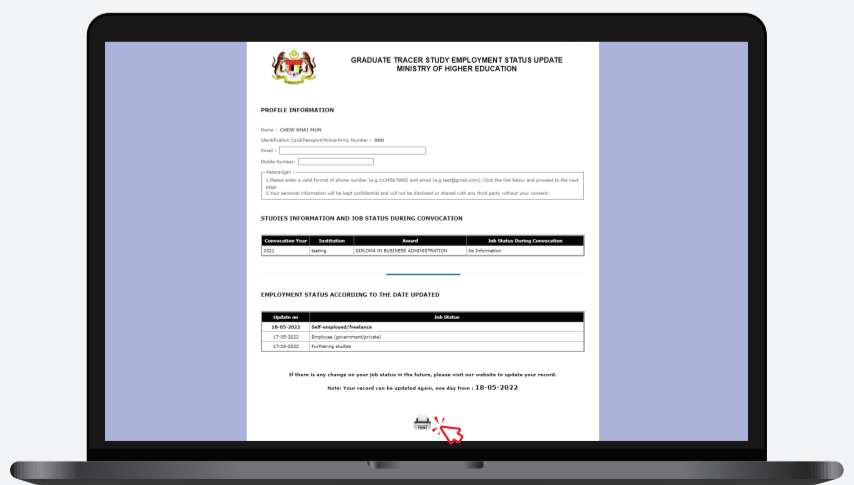 GRADUATE TRACER STUDY EMPLOYMENT STATUS UPDATE
MINISTRY OF HIGHER EDUCATION
PROFILE INFORMATION
Name : CHEW KHAI MUN
Identification Card/Passport/Police/Army Number : 000
Email :
Mobile Number:
Keterangan :
1.Please enter a valid format of phone number (e.g 0134567890) and email (e.g test@gmail.com). Click the link below and proceed to the next
page.
2.Your personal information will be kept confidential and will not be disclosed or shared with any third party without your consent.
STUDIES INFORMATION AND JOB STATUS DURING CONVOCATION
Convocation Year Institution Award Job Status During Convocation
2021 testing DIPLOMA IN BUSINESS ADMINISTRATION No Information
EMPLOYMENT STATUS ACCORDING TO THE DATE UPDATED
Update on Job Status
18-05-2022 Self-employed/freelance
17-05-2022 Employee (government/private)
17-03-2022 Furthering studies
If there is any change on your job status in the future, please visit our website to update your record.
Note: Your record can be updated again, one day from : 18-05-2022
PRINT